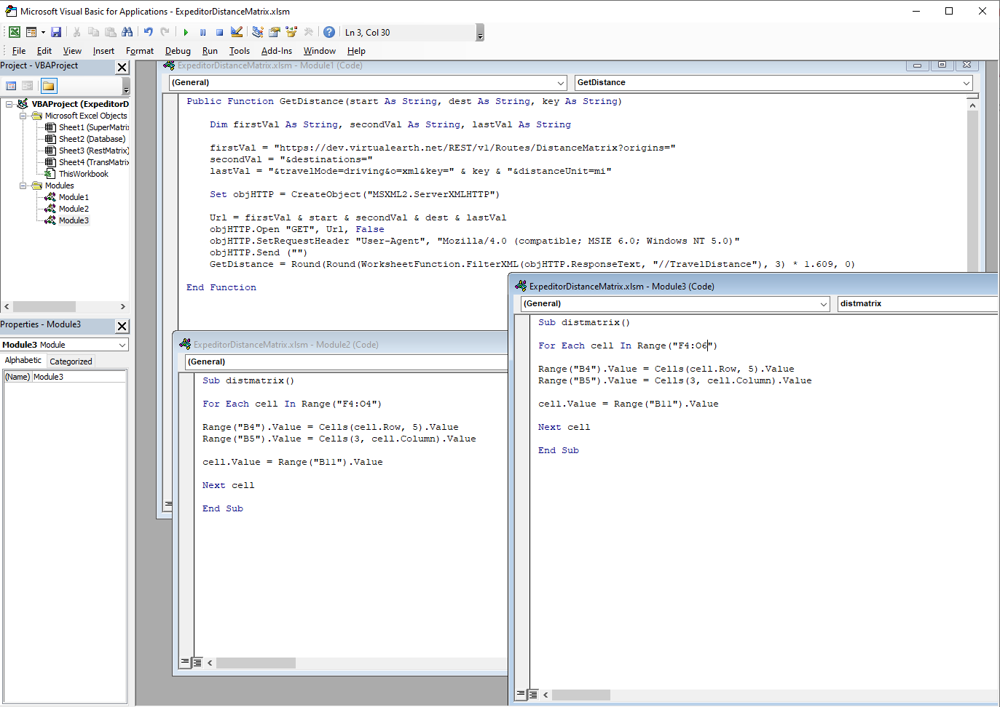 Microsoft Visual Basic for Applications - ExpeditorDistanceMatrix.xlsm
Ln 3, Col 30
File Edit View Insert Format Debug Run Tools Add-Ins Window Help
Project - VBAProject
VBAProject (ExpeditorD
Microsoft Excel Objects
Sheet1 (SuperMatrix
Sheet2 (Database)
Sheet3 (RestMatrix)
Sheet4 (TransMatrix
ThisWorkbook
Modules
Module1
Module2
Module3
Properties - Module3
Module3 Module
Alphabetic Categorized
(Name) Module3
ExpeditorDistanceMatrix.xlsm - Module1 (Code)
(General) GetDistance
Public Function GetDistance(start As String, dest As String, key As String)
Dim firstVal As String, secondVal As String, lastVal As String
firstVal = "https://dev.virtualearth.net/REST/v1/Routes/DistanceMatrix?origins="
secondVal = "&destinations="
lastVal = "&travelMode=driving&o=xml&key=" & key & "&distanceUnit=mi"
Set objHTTP = CreateObject("MSXML2.ServerXMLHTTP")
Url = firstVal & start & secondVal & dest & lastVal
objHTTP.Open "GET", Url, False
objHTTP.SetRequestHeader "User-Agent", "Mozilla/4.0 (compatible; MSIE 6.0; Windows NT 5.0)"
objHTTP.Send ("")
GetDistance = Round(Round(WorksheetFunction.FilterXML(objHTTP.ResponseText, "//TravelDistance"), 3) * 1.609, 0)
End Function
ExpeditorDistanceMatrix.xlsm - Module2 (Code)
(General)
Sub distmatrix()
For Each cell In Range("F4:O4")
Range("B4").Value = Cells(cell.Row, 5).Value
Range("B5").Value = Cells(3, cell.Column).Value
cell.Value = Range("B11").Value
Next cell
End Sub
ExpeditorDistanceMatrix.xlsm - Module3 (Code)
(General) distmatrix
Sub distmatrix()
For Each cell In Range("F4:O6")
Range("B4").Value = Cells(cell.Row, 5).Value
Range("B5").Value = Cells(3, cell.Column).Value
cell.Value = Range("B11").Value
Next cell
End Sub